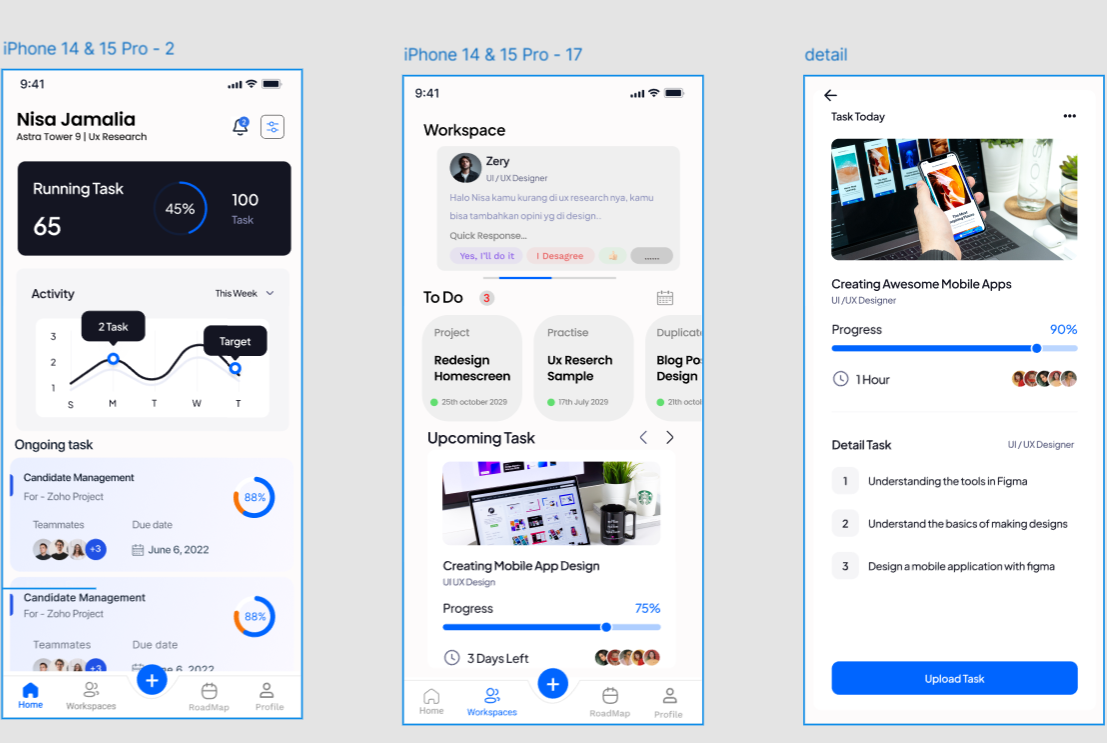 iPhone 14 & 15 Pro - 2
9:41
Nisa Jamalia
Astra Tower 9 | Ux Research
2
Running Task
65
45%
100
Task
Activity
This Week
2 Task
Target
3
2
1
S M T W T
Ongoing task
Candidate Management
For - Zoho Project
88%
Teammates
Due date
+3
June 6, 2022
Candidate Management
For - Zoho Project
88%
Teammates
Due date
+3
June 6, 2022
Home
Workspaces
+
RoadMap
Profile
iPhone 14 & 15 Pro - 17
9:41
Workspace
Zery
UI / UX Designer
Halo Nisa kamu kurang di ux research nya, kamu
bisa tambahkan opini yg di design..
Quick Response...
Yes, I'll do it
I Desagree
👍
......
To Do
3
Project
Redesign
Homescreen
25th october 2029
Practise
Ux Reserch
Sample
17th July 2029
Duplicat
Blog Po
Design
21th octo
Upcoming Task
Creating Mobile App Design
UI UX Design
Progress
75%
3 Days Left
Home
Workspaces
+
RoadMap
Profile
detail
Task Today
Creating Awesome Mobile Apps
UI /UX Designer
Progress
90%
1 Hour
Detail Task
UI / UX Designer
1
Understanding the tools in Figma
2
Understand the basics of making designs
3
Design a mobile application with figma
Upload Task